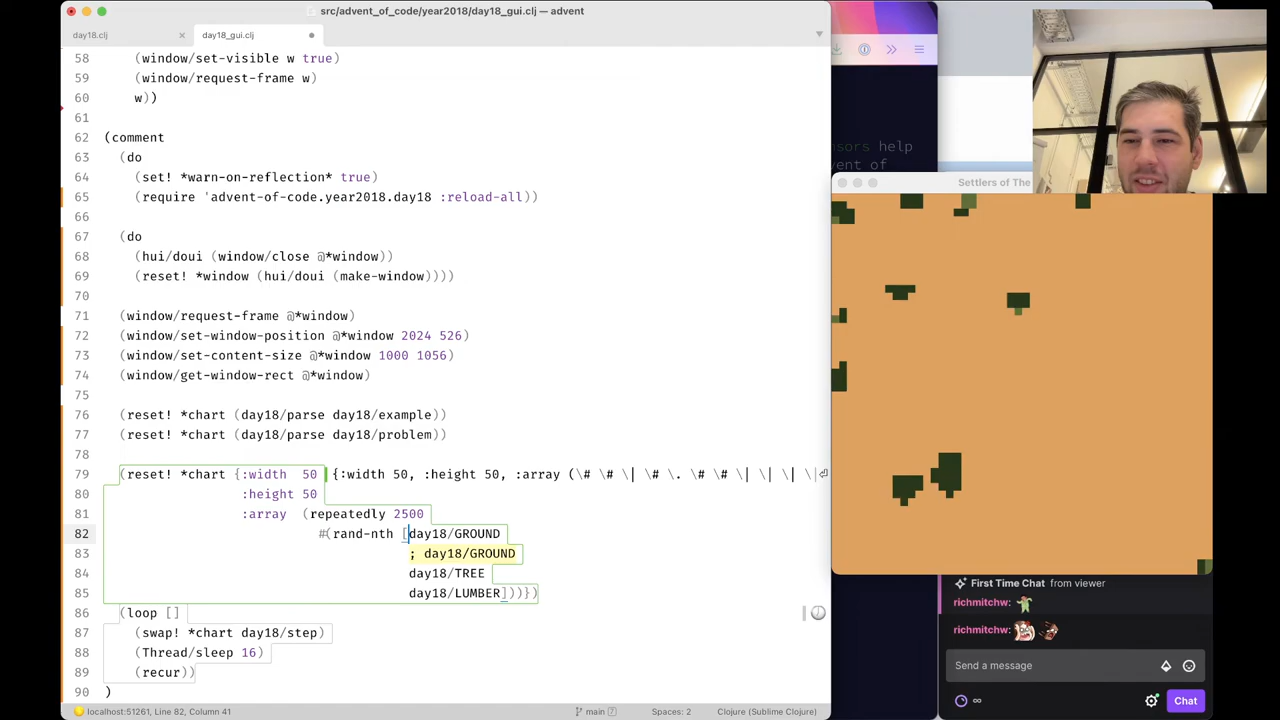 src/advent_of_code/year2018/day18_gui.clj — advent
day18.clj
day18_gui.clj
58 (window/set-visible w true)
59 (window/request-frame w)
60 w))
61
62 (comment
63 (do
64 (set! *warn-on-reflection* true)
65 (require 'advent-of-code.year2018.day18 :reload-all))
66
67 (do
68 (hui/doui (window/close @*window))
69 (reset! *window (hui/doui (make-window))))
70
71 (window/request-frame @*window)
72 (window/set-window-position @*window 2024 526)
73 (window/set-content-size @*window 1000 1056)
74 (window/get-window-rect @*window)
75
76 (reset! *chart (day18/parse day18/example))
77 (reset! *chart (day18/parse day18/problem))
78
79 (reset! *chart {:width 50 {:width 50, :height 50, :array (\# \# \| \# \. \# \# \| \| \| \|
80 :height 50
81 :array (repeatedly 2500
82 #(rand-nth [day18/GROUND
83 ; day18/GROUND
84 day18/TREE
85 day18/LUMBER]))})
86 (loop []
87 (swap! *chart day18/step)
88 (Thread/sleep 16)
89 (recur))
90 )
localhost:51261, Line 82, Column 41
main
?
Spaces: 2
Clojure (Sublime Clojure)
sors help
vent of
Settlers of The
First Time Chat from viewer
richmitchw:
richmitchw:
Send a message
∞
Chat